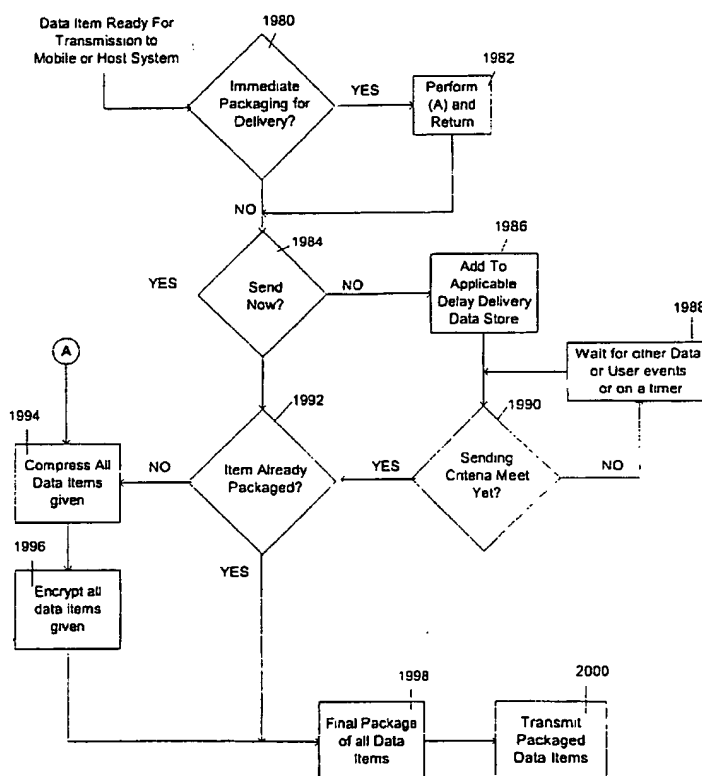 Data Item Ready For
Transmission to
Mobile or Host System
1980
Immediate
Packaging for
Delivery?
YES
1982
Perform
(A) and
Return
NO
1984
YES
Send
Now?
NO
1986
Add To
Applicable
Delay Delivery
Data Store
1988
Wait for other Data
or User events
or on a timer
A
1994
Compress All
Data Items
given
NO
1992
Item Already
Packaged?
YES
1990
Sending
Criteria Meet
Yet?
NO
1996
Encrypt all
data items
given
YES
1998
Final Package
of all Data
Items
2000
Transmit
Packaged
Data Items